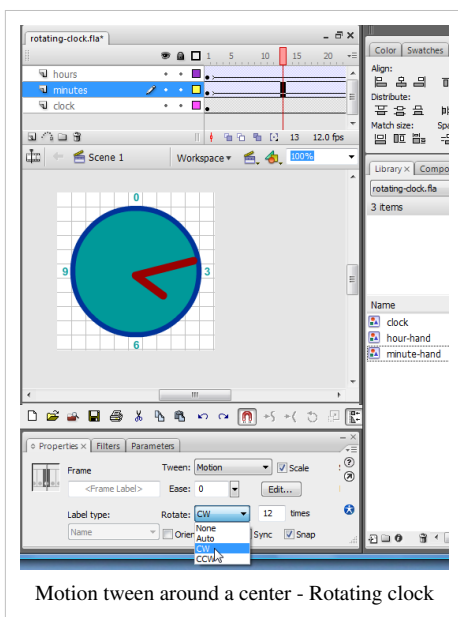 rotating-clock.fla*
1 5 10 15 20
hours
minutes
clock
13 12.0 fps
Scene 1 Workspace 100%
0
9 3
6
Properties × Filters Parameters
Frame Tween: Motion Scale
<Frame Label> Ease: 0 Edit...
Label type: Rotate: CW 12 times
Name Orien Sync Snap
None
Auto
CW
CCW
Color Swatches
Align:
Distribute:
Match size: Spa
Library × Compo
rotating-clock.fla
3 items
Name
clock
hour-hand
minute-hand
Motion tween around a center - Rotating clock